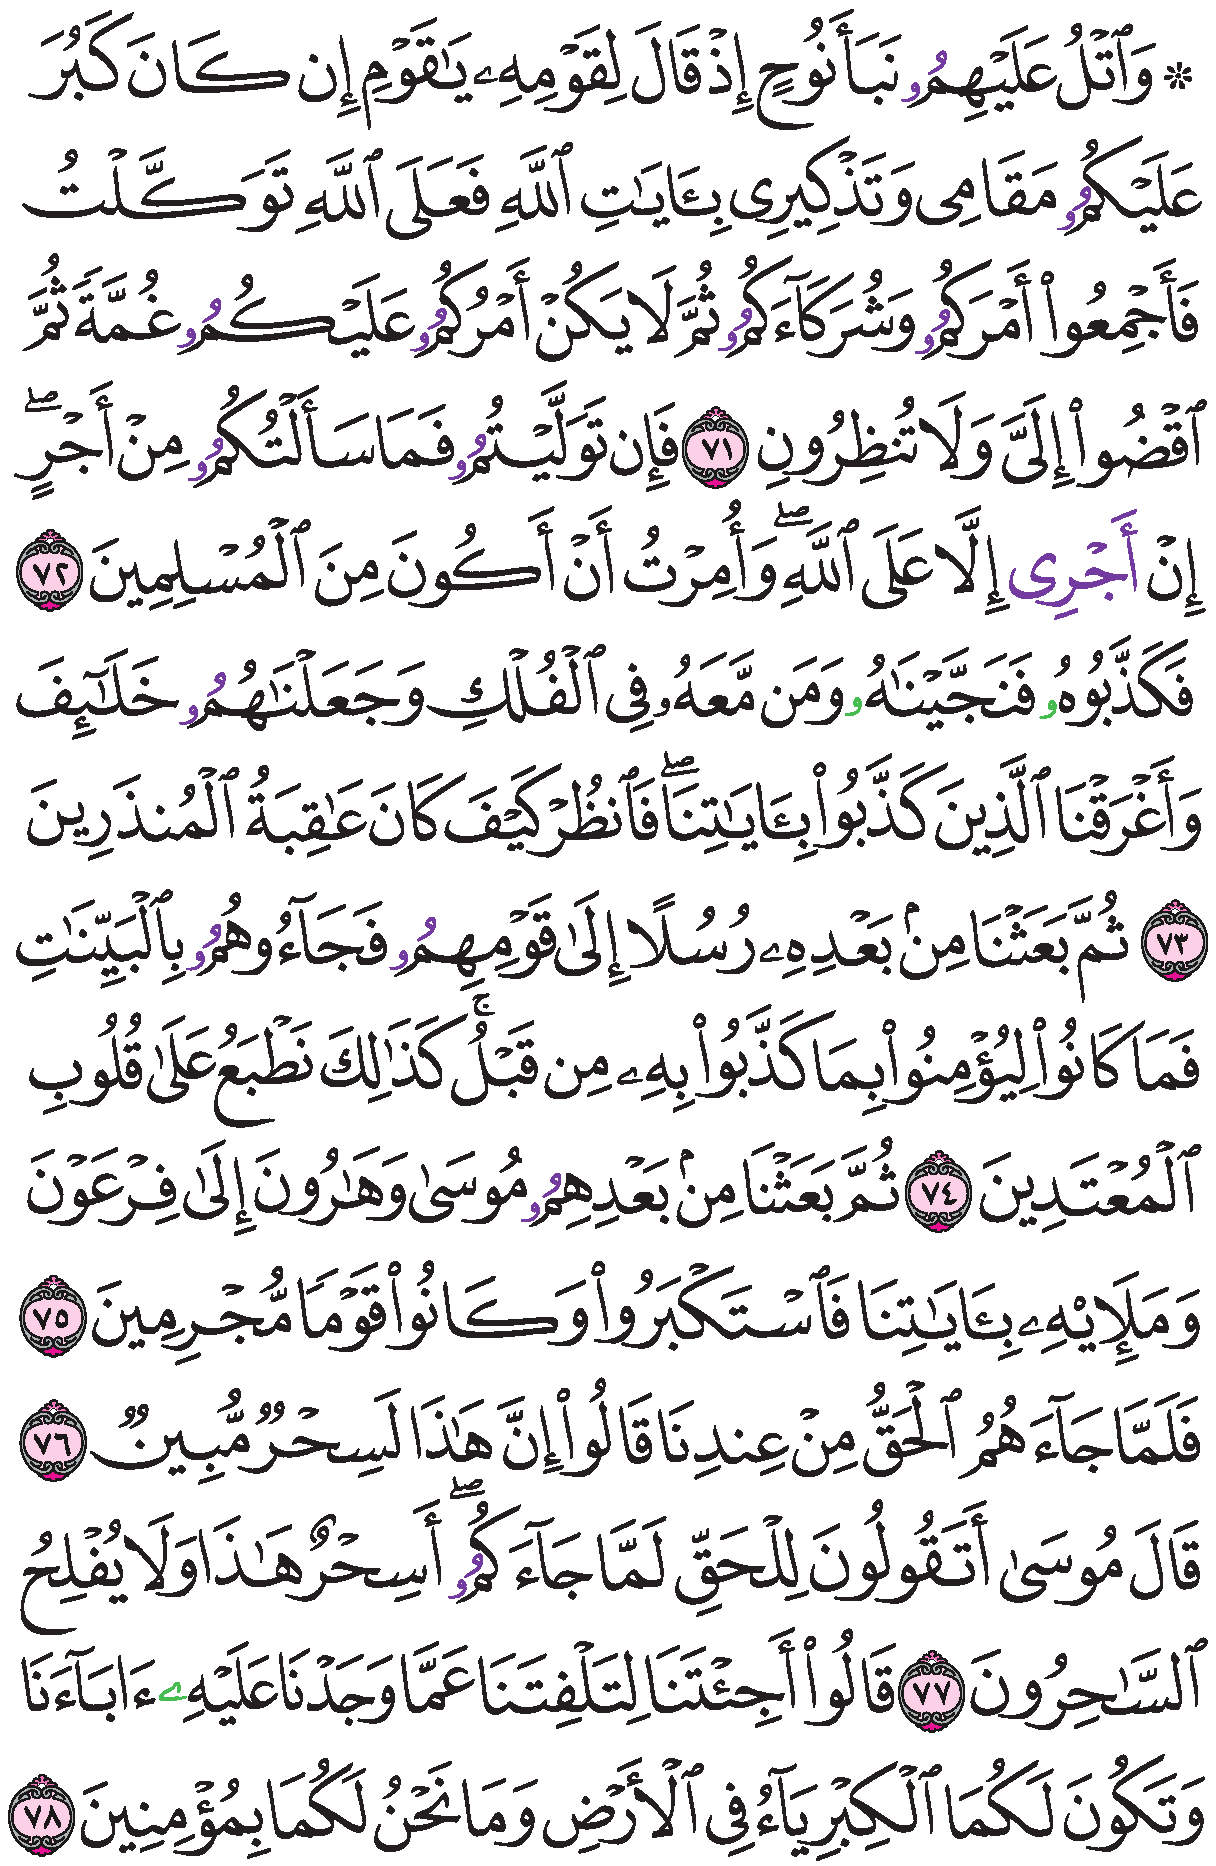 ۞ وَٱتۡلُ عَلَيۡهِمُۥ نَبَأَ نُوحٍ إِذۡ قَالَ لِقَوۡمِهِۦ يَٰقَوۡمِ إِن كَانَ كَبُرَ
عَلَيۡكُمُۥ مَقَامِي وَتَذۡكِيرِي بِـَٔايَٰتِ ٱللَّهِ فَعَلَى ٱللَّهِ تَوَكَّلۡتُ
فَأَجۡمِعُوٓاْ أَمۡرَكُمُۥ وَشُرَكَآءَكُمُۥ ثُمَّ لَا يَكُنۡ أَمۡرُكُمُۥ عَلَيۡكُمُۥ غُمَّةٗ ثُمَّ
ٱقۡضُوٓاْ إِلَيَّ وَلَا تُنظِرُونِ ٧١ فَإِن تَوَلَّيۡتُمُۥ فَمَا سَأَلۡتُكُمُۥ مِنۡ أَجۡرٍۖ
إِنۡ أَجۡرِي إِلَّا عَلَى ٱللَّهِۖ وَأُمِرۡتُ أَنۡ أَكُونَ مِنَ ٱلۡمُسۡلِمِينَ ٧٢
فَكَذَّبُوهُۥ فَنَجَّيۡنَٰهُۥ وَمَن مَّعَهُۥ فِي ٱلۡفُلۡكِ وَجَعَلۡنَٰهُمُۥ خَلَٰٓئِفَ
وَأَغۡرَقۡنَا ٱلَّذِينَ كَذَّبُواْ بِـَٔايَٰتِنَاۖ فَٱنظُرۡ كَيۡفَ كَانَ عَٰقِبَةُ ٱلۡمُنذَرِينَ
٧٣ ثُمَّ بَعَثۡنَا مِنۢ بَعۡدِهِۦ رُسُلًا إِلَىٰ قَوۡمِهِمُۥ فَجَآءُوهُمُۥ بِٱلۡبَيِّنَٰتِ
فَمَا كَانُواْ لِيُؤۡمِنُواْ بِمَا كَذَّبُواْ بِهِۦ مِن قَبۡلُۚ كَذَٰلِكَ نَطۡبَعُ عَلَىٰ قُلُوبِ
ٱلۡمُعۡتَدِينَ ٧٤ ثُمَّ بَعَثۡنَا مِنۢ بَعۡدِهِمُۥ مُوسَىٰ وَهَٰرُونَ إِلَىٰ فِرۡعَوۡنَ
وَمَلَإِيْهِۦ بِـَٔايَٰتِنَا فَٱسۡتَكۡبَرُواْ وَكَانُواْ قَوۡمٗا مُّجۡرِمِينَ ٧٥
فَلَمَّا جَآءَهُمُ ٱلۡحَقُّ مِنۡ عِندِنَا قَالُوٓاْ إِنَّ هَٰذَا لَسِحۡرٞ مُّبِينٞ ٧٦
قَالَ مُوسَىٰٓ أَتَقُولُونَ لِلۡحَقِّ لَمَّا جَآءَكُمُۥۖ أَسِحۡرٌ هَٰذَا وَلَا يُفۡلِحُ
ٱلسَّٰحِرُونَ ٧٧ قَالُوٓاْ أَجِئۡتَنَا لِتَلۡفِتَنَا عَمَّا وَجَدۡنَا عَلَيۡهِۦ ءَابَآءَنَا
وَتَكُونَ لَكُمَا ٱلۡكِبۡرِيَآءُ فِي ٱلۡأَرۡضِ وَمَا نَحۡنُ لَكُمَا بِمُؤۡمِنِينَ ٧٨